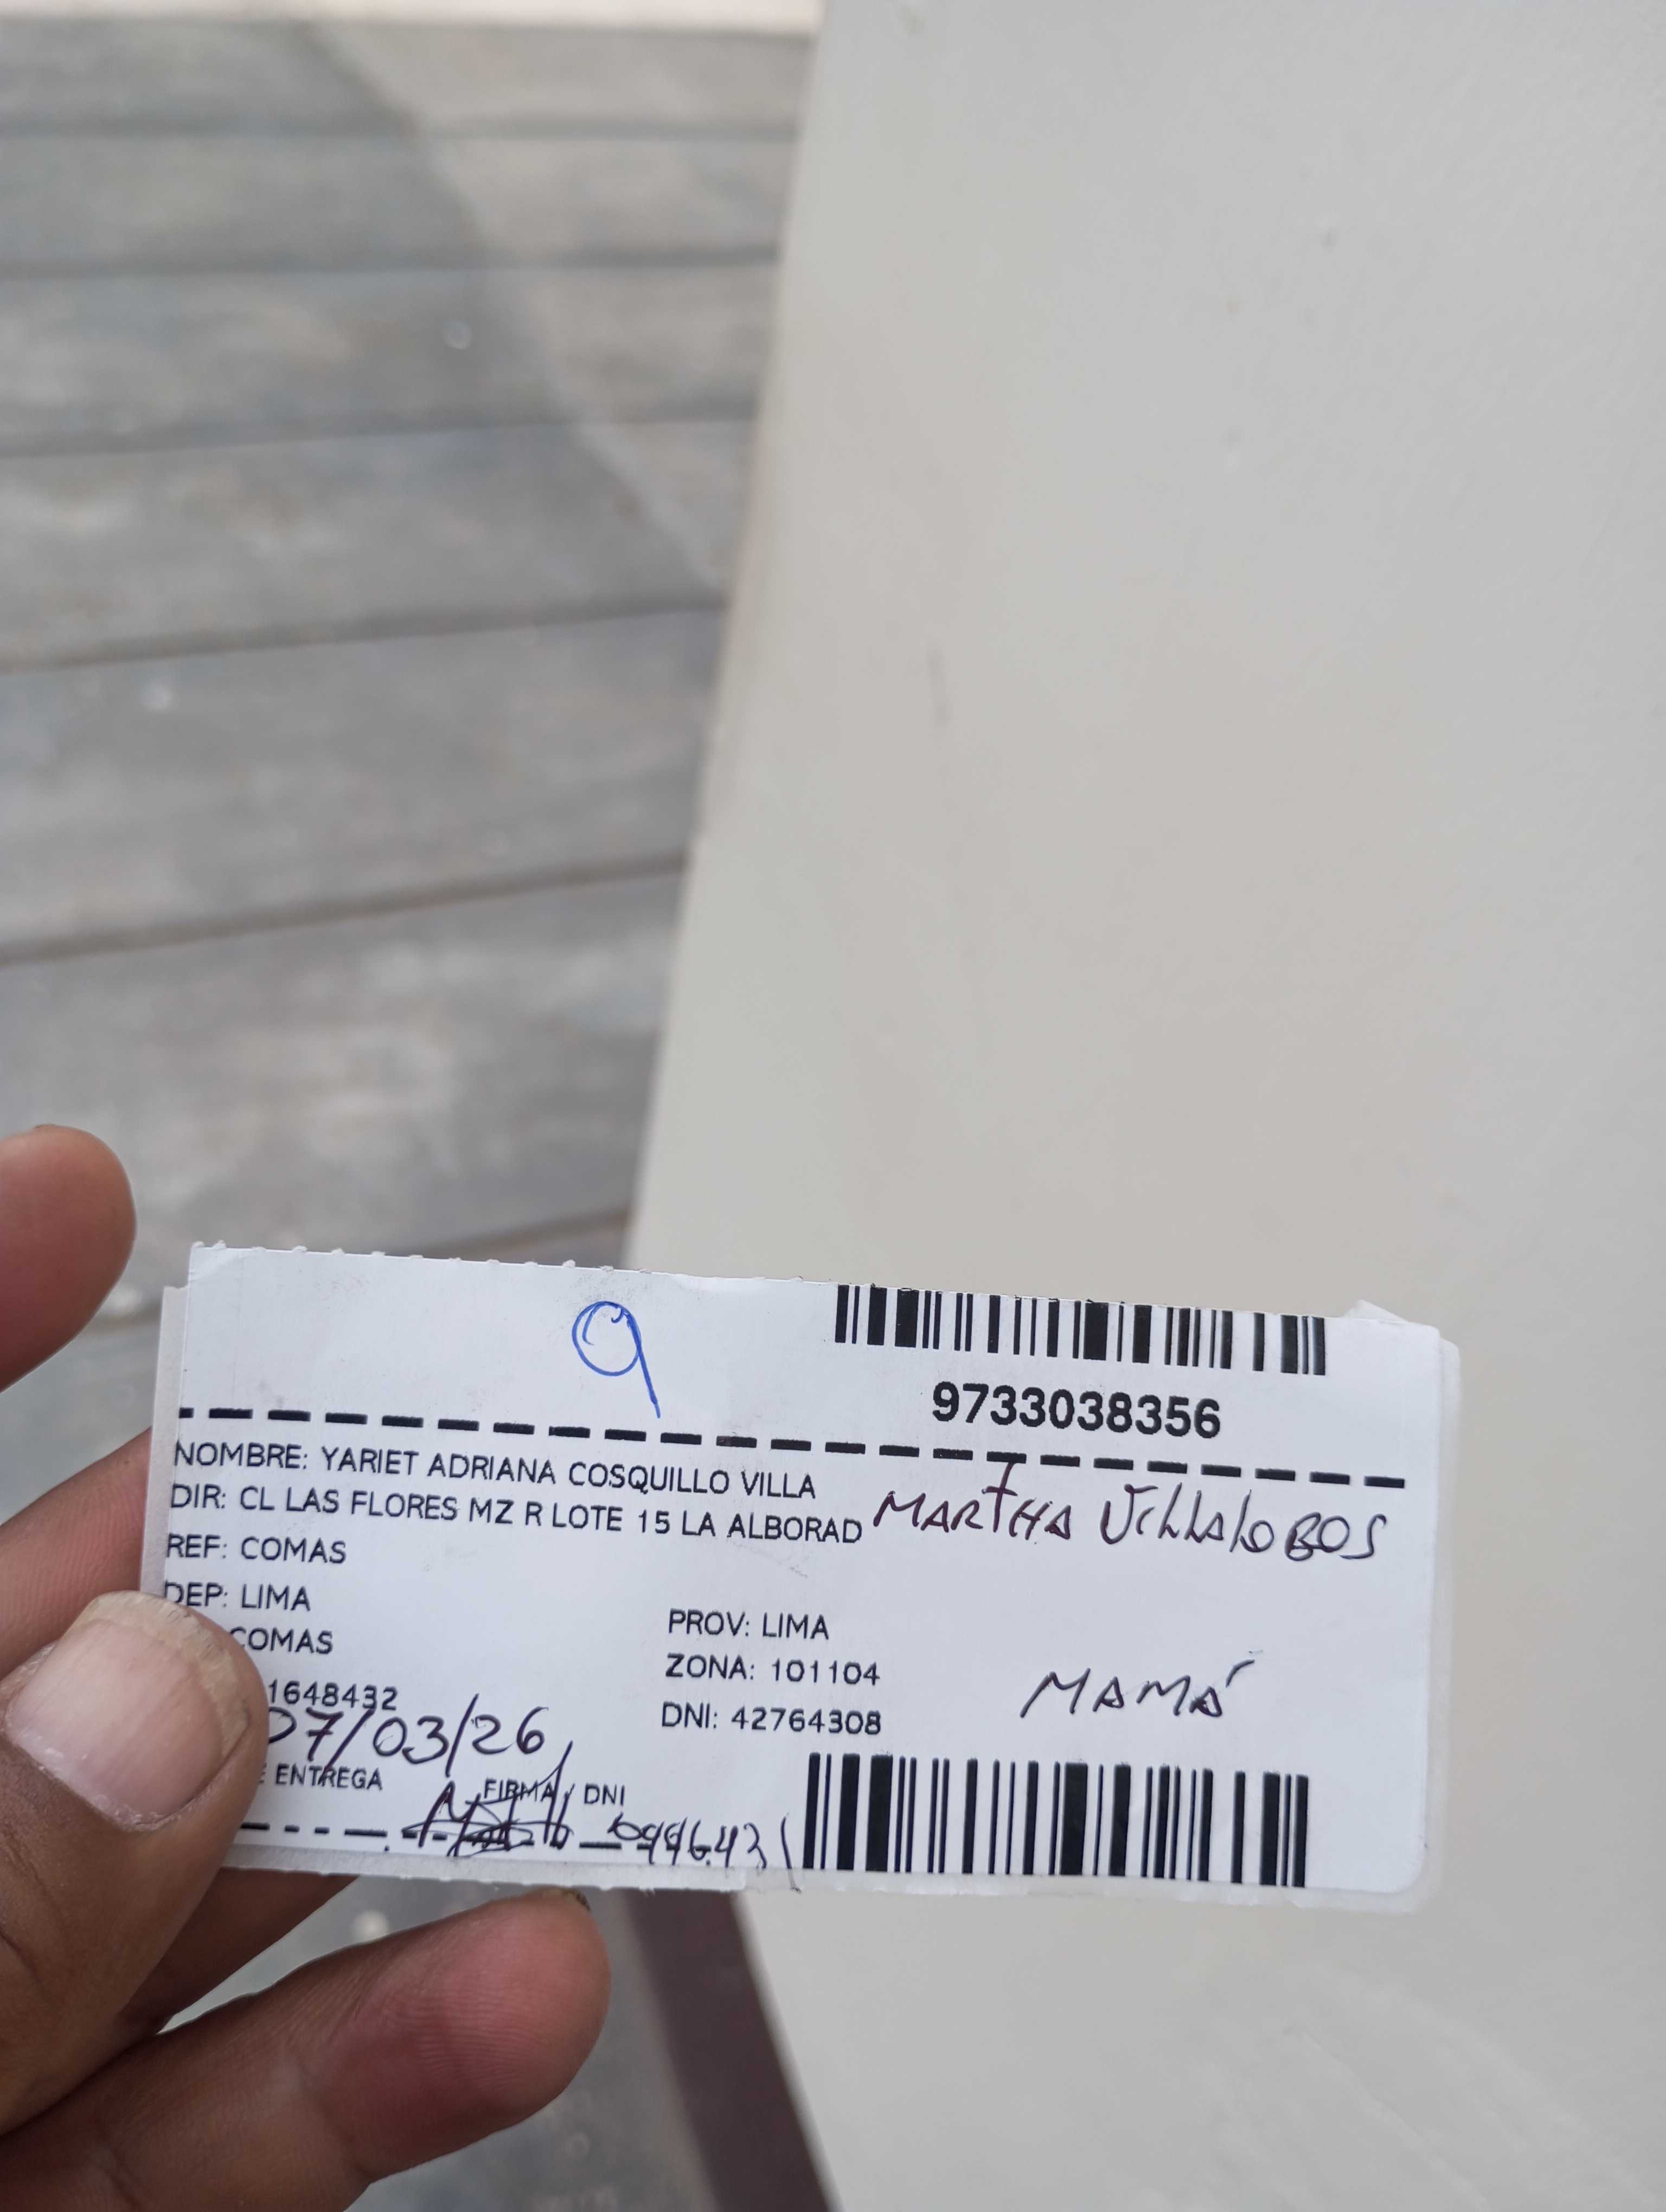 9
9733038356
NOMBRE: YARIET ADRIANA COSQUILLO VILLA
DIR: CL LAS FLORES MZ R LOTE 15 LA ALBORAD
MARTHA VILLALOBOS
REF: COMAS
DEP: LIMA
PROV: LIMA
COMAS
ZONA: 101104
MAMÁ
1648432
DNI: 42764308
07/03/26
ENTREGA
FIRMA / DNI